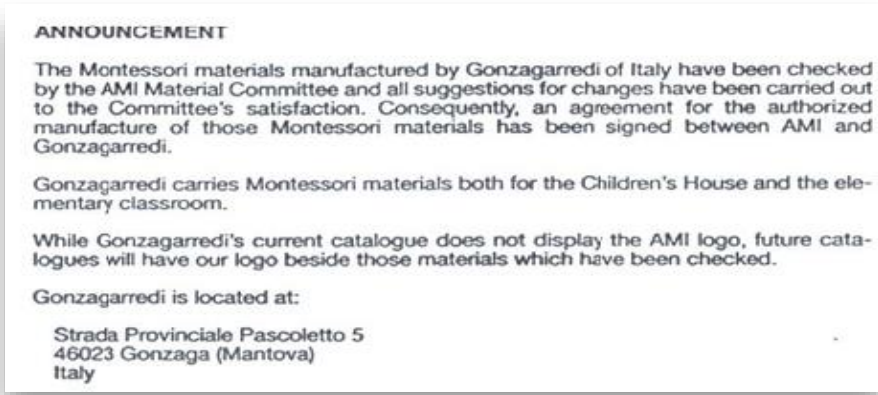 ANNOUNCEMENT
The Montessori materials manufactured by Gonzagarredi of Italy have been checked
by the AMI Material Committee and all suggestions for changes have been carried out
to the Committee's satisfaction. Consequently, an agreement for the authorized
manufacture of those Montessori materials has been signed between AMI and
Gonzagarredi.
Gonzagarredi carries Montessori materials both for the Children's House and the ele-
mentary classroom.
While Gonzagarredi's current catalogue does not display the AMI logo, future cata-
logues will have our logo beside those materials which have been checked.
Gonzagarredi is located at:
Strada Provinciale Pascoletto 5
46023 Gonzaga (Mantova)
Italy